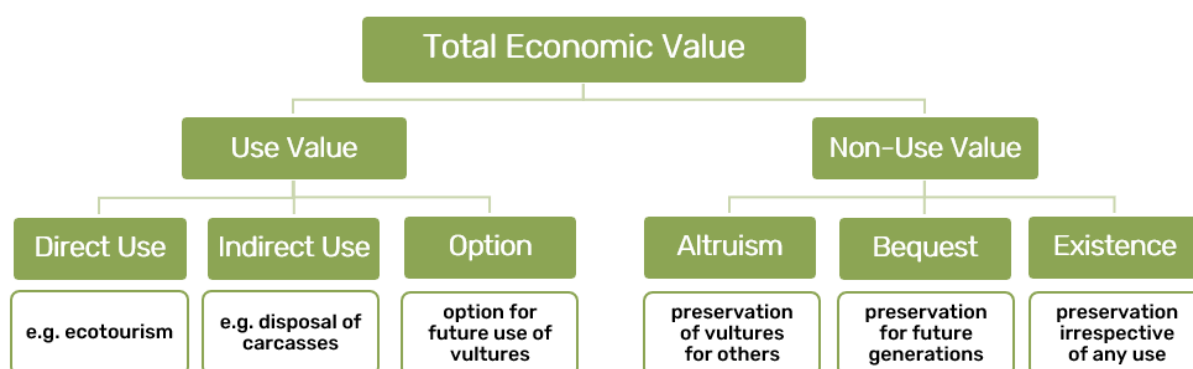 Total Economic Value
Use Value
Non-Use Value
Direct Use
Indirect Use
Option
Altruism
Bequest
Existence
e.g. ecotourism
e.g. disposal of
carcasses
option for
future use of
vultures
preservation
of vultures
for others
preservation
for future
generations
preservation
irrespective
of any use